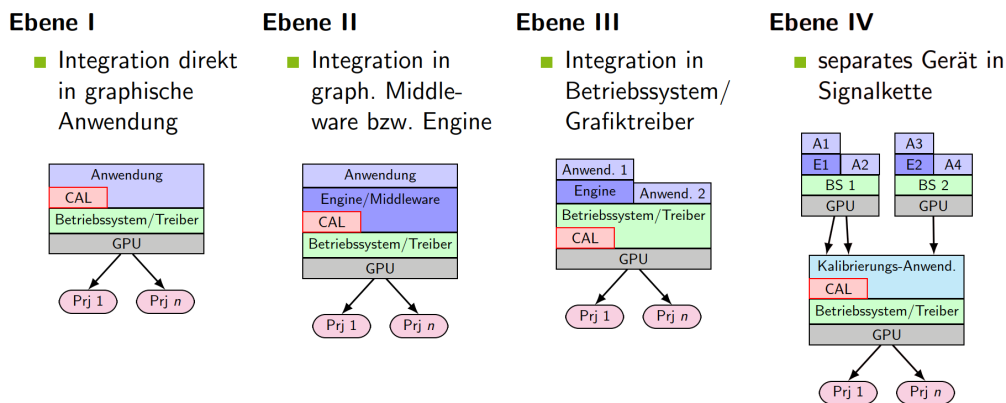 Ebene I
Integration direkt
in graphische
Anwendung
Anwendung
CAL
Betriebssystem/Treiber
GPU
Prj 1
Prj n
Ebene II
Integration in
graph. Middle-
ware bzw. Engine
Anwendung
Engine/Middleware
CAL
Betriebssystem/Treiber
GPU
Prj 1
Prj n
Ebene III
Integration in
Betriebssystem/
Grafiktreiber
Anwend. 1
Engine
Anwend. 2
Betriebssystem/Treiber
CAL
GPU
Prj 1
Prj n
Ebene IV
separates Gerät in
Signalkette
A1
E1
A2
BS 1
GPU
A3
E2
A4
BS 2
GPU
Kalibrierungs-Anwend.
CAL
Betriebssystem/Treiber
GPU
Prj 1
Prj n